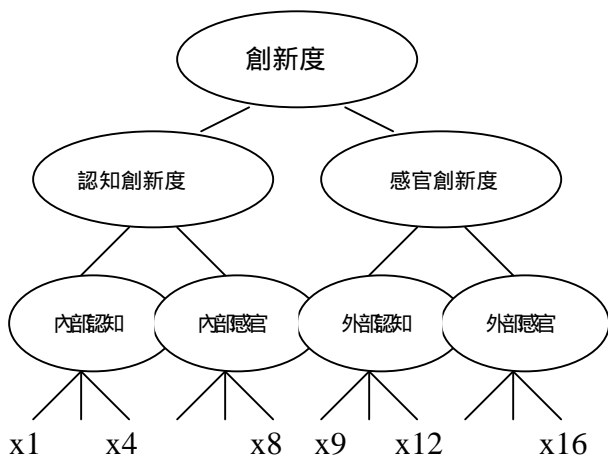 創新度
認知創新度
感官創新度
內部認知
內部感官
外部認知
外部感官
x1 x4 x8 x9 x12 x16